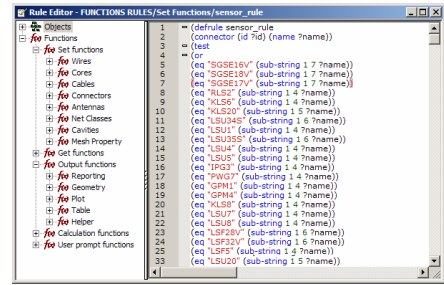 Rule Editor - FUNCTIONS RULES/Set Functions/sensor_rule
Objects
Functions
Set functions
Wires
Cores
Cables
Connectors
Antennas
Net Classes
Cavities
Mesh Property
Get functions
Output functions
Reporting
Geometry
Plot
Table
Helper
Calculation functions
User prompt functions
1 (defrule sensor_rule
2 (connector (id ?id) (name ?name))
3 (test
4 (or
5 (eq "SGSE16V" (sub-string 1 7 ?name))
6 (eq "SGSE18V" (sub-string 1 7 ?name))
7 (eq "SGSE17V" (sub-string 1 7 ?name))
8 (eq "RLS2" (sub-string 1 4 ?name))
9 (eq "KLS6" (sub-string 1 4 ?name))
10 (eq "KLS20" (sub-string 1 5 ?name))
11 (eq "LSU34S" (sub-string 1 6 ?name))
12 (eq "LSU1" (sub-string 1 4 ?name))
13 (eq "LSU35S" (sub-string 1 6 ?name))
14 (eq "LSU4" (sub-string 1 4 ?name))
15 (eq "LSU5" (sub-string 1 4 ?name))
16 (eq "IPG3" (sub-string 1 4 ?name))
17 (eq "PWG7" (sub-string 1 4 ?name))
18 (eq "GPM1" (sub-string 1 4 ?name))
19 (eq "GPM4" (sub-string 1 4 ?name))
20 (eq "KLS8" (sub-string 1 4 ?name))
21 (eq "LSU7" (sub-string 1 4 ?name))
22 (eq "LSU8" (sub-string 1 4 ?name))
23 (eq "LSF28V" (sub-string 1 6 ?name))
24 (eq "LSF32V" (sub-string 1 6 ?name))
25 (eq "LSF5" (sub-string 1 4 ?name))
33 (eq "LSU20" (sub-string 1 5 ?name))